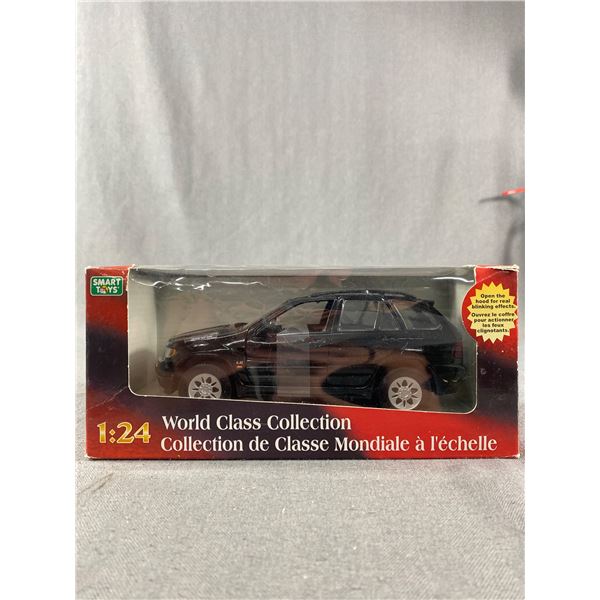 SMART
TOYS
Open the
hood for real
blinking effects.
Ouvrez le coffre
pour actionner
les feux
clignotants.
1:24
World Class Collection
Collection de Classe Mondiale à l'échelle